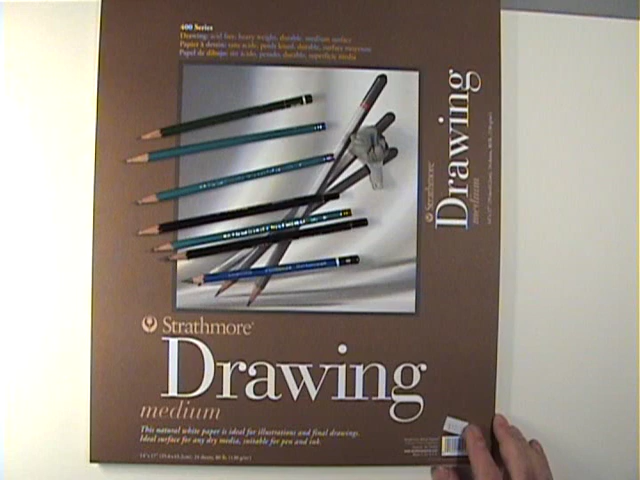 400 Series
Drawing: acid free, heavy weight, durable, medium surface
Papier à dessin: sans acide, poids lourd, durable, surface moyenne
Papel de dibujo: sin ácido, pesado, durable, superficie media
Strathmore
Drawing
medium
Strathmore®
Drawing
medium
This natural white paper is ideal for illustrations and final drawings.
Ideal surface for any dry media, suitable for pen and ink.